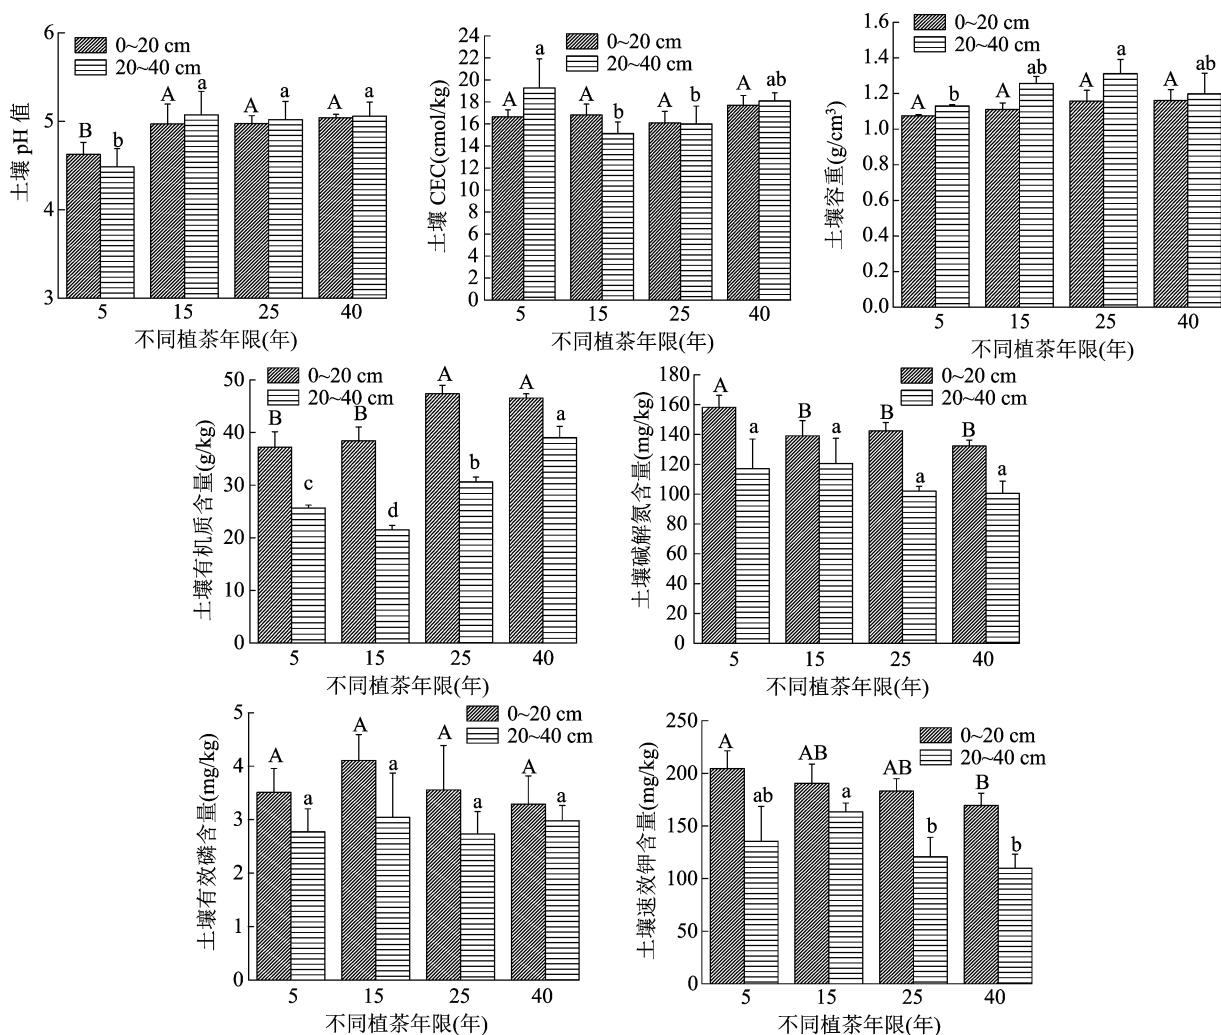 土壤 pH 值
5
4
3
0~20 cm
20~40 cm
B
b
A
a
A
a
A
a
5
15
25
40
不同植茶年限(年)
土壤 CEC(cmol/kg)
24
22
20
18
16
14
12
10
8
6
4
2
0
0~20 cm
20~40 cm
A
a
A
b
A
b
A
ab
5
15
25
40
不同植茶年限(年)
土壤容重(g/cm³)
1.6
1.4
1.2
1.0
0.8
0.6
0.4
0.2
0.0
0~20 cm
20~40 cm
A
b
A
ab
A
a
A
ab
5
15
25
40
不同植茶年限(年)
土壤有机质含量(g/kg)
50
40
30
20
10
0
0~20 cm
20~40 cm
B
c
B
d
A
b
A
a
5
15
25
40
不同植茶年限(年)
土壤碱解氮含量(mg/kg)
180
160
140
120
100
80
60
40
20
0
0~20 cm
20~40 cm
A
a
B
a
B
a
B
a
5
15
25
40
不同植茶年限(年)
土壤有效磷含量(mg/kg)
5
4
3
2
1
0
0~20 cm
20~40 cm
A
a
A
a
A
a
A
a
5
15
25
40
不同植茶年限(年)
土壤速效钾含量(mg/kg)
250
200
150
100
50
0
0~20 cm
20~40 cm
A
ab
AB
a
AB
b
B
b
5
15
25
40
不同植茶年限(年)